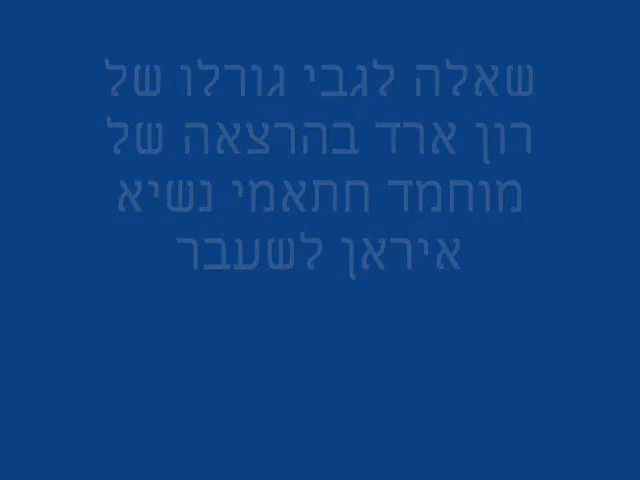 שאלה לגבי גורלו של
רון ארד בהרצאה של
מוחמד חתאמי נשיא
איראן לשעבר